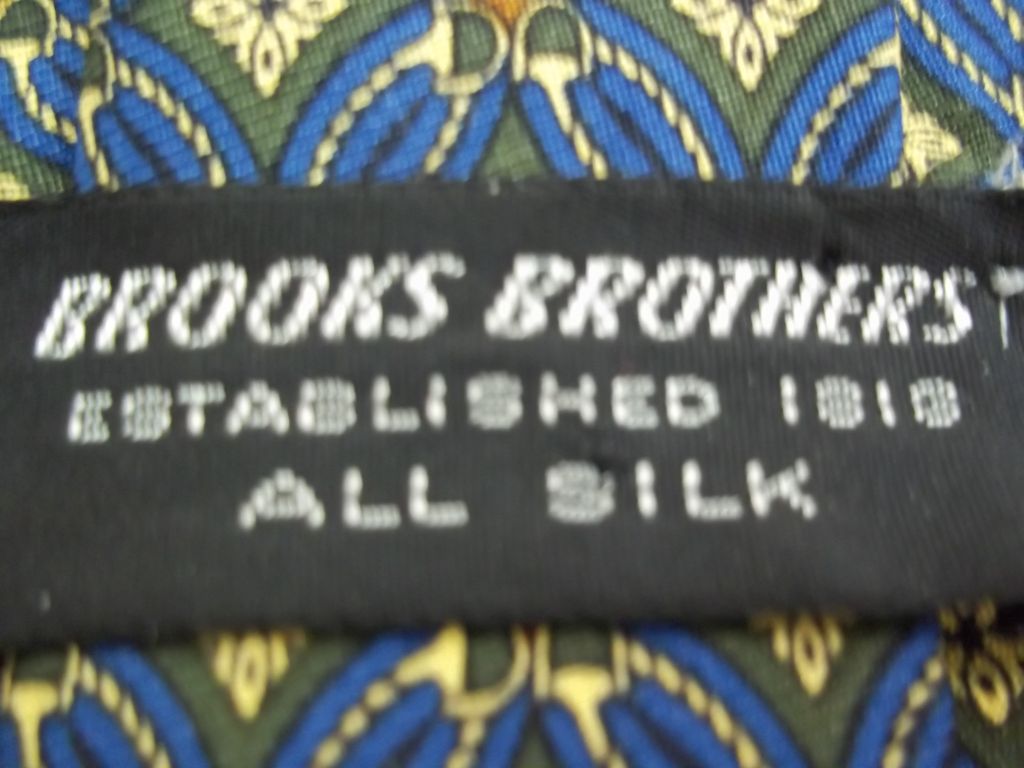 BROOKS BROTHERS
ESTABLISHED 1818
ALL SILK